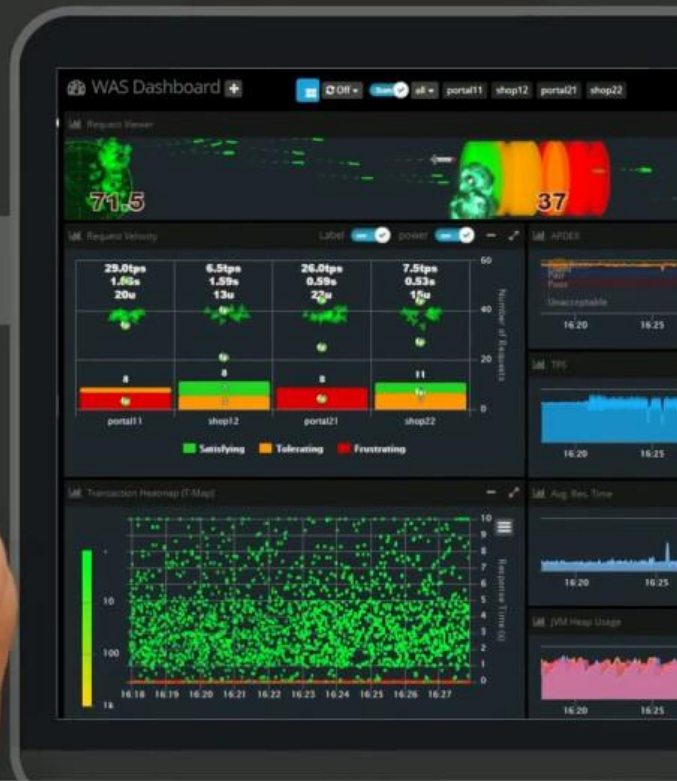 WAS Dashboard +
Off all portal11 shop12 portal21 shop22
Request Viewer
71.5
37
Request Velocity
Label on power on
APDEX
29.0tps 6.5tps 26.0tps 7.5tps
1.59s 0.59s 0.53s
20u 13u 22u 15u
8 8 8 11
60
40
20
0
Number of Requests
portal11 shop12 portal21 shop22
Satisfying Tolerating Frustrating
Poor
Unacceptable
16:20 16:25
TPS
16:20 16:25
Transaction Heatmap (T-Map)
10
100
1k
10
9
8
7
6
5
4
3
2
1
0
Response Time (s)
16:18 16:19 16:20 16:21 16:22 16:23 16:24 16:25 16:26 16:27
Avg. Res. Time
16:20 16:25
JVM Heap Usage
16:20 16:25